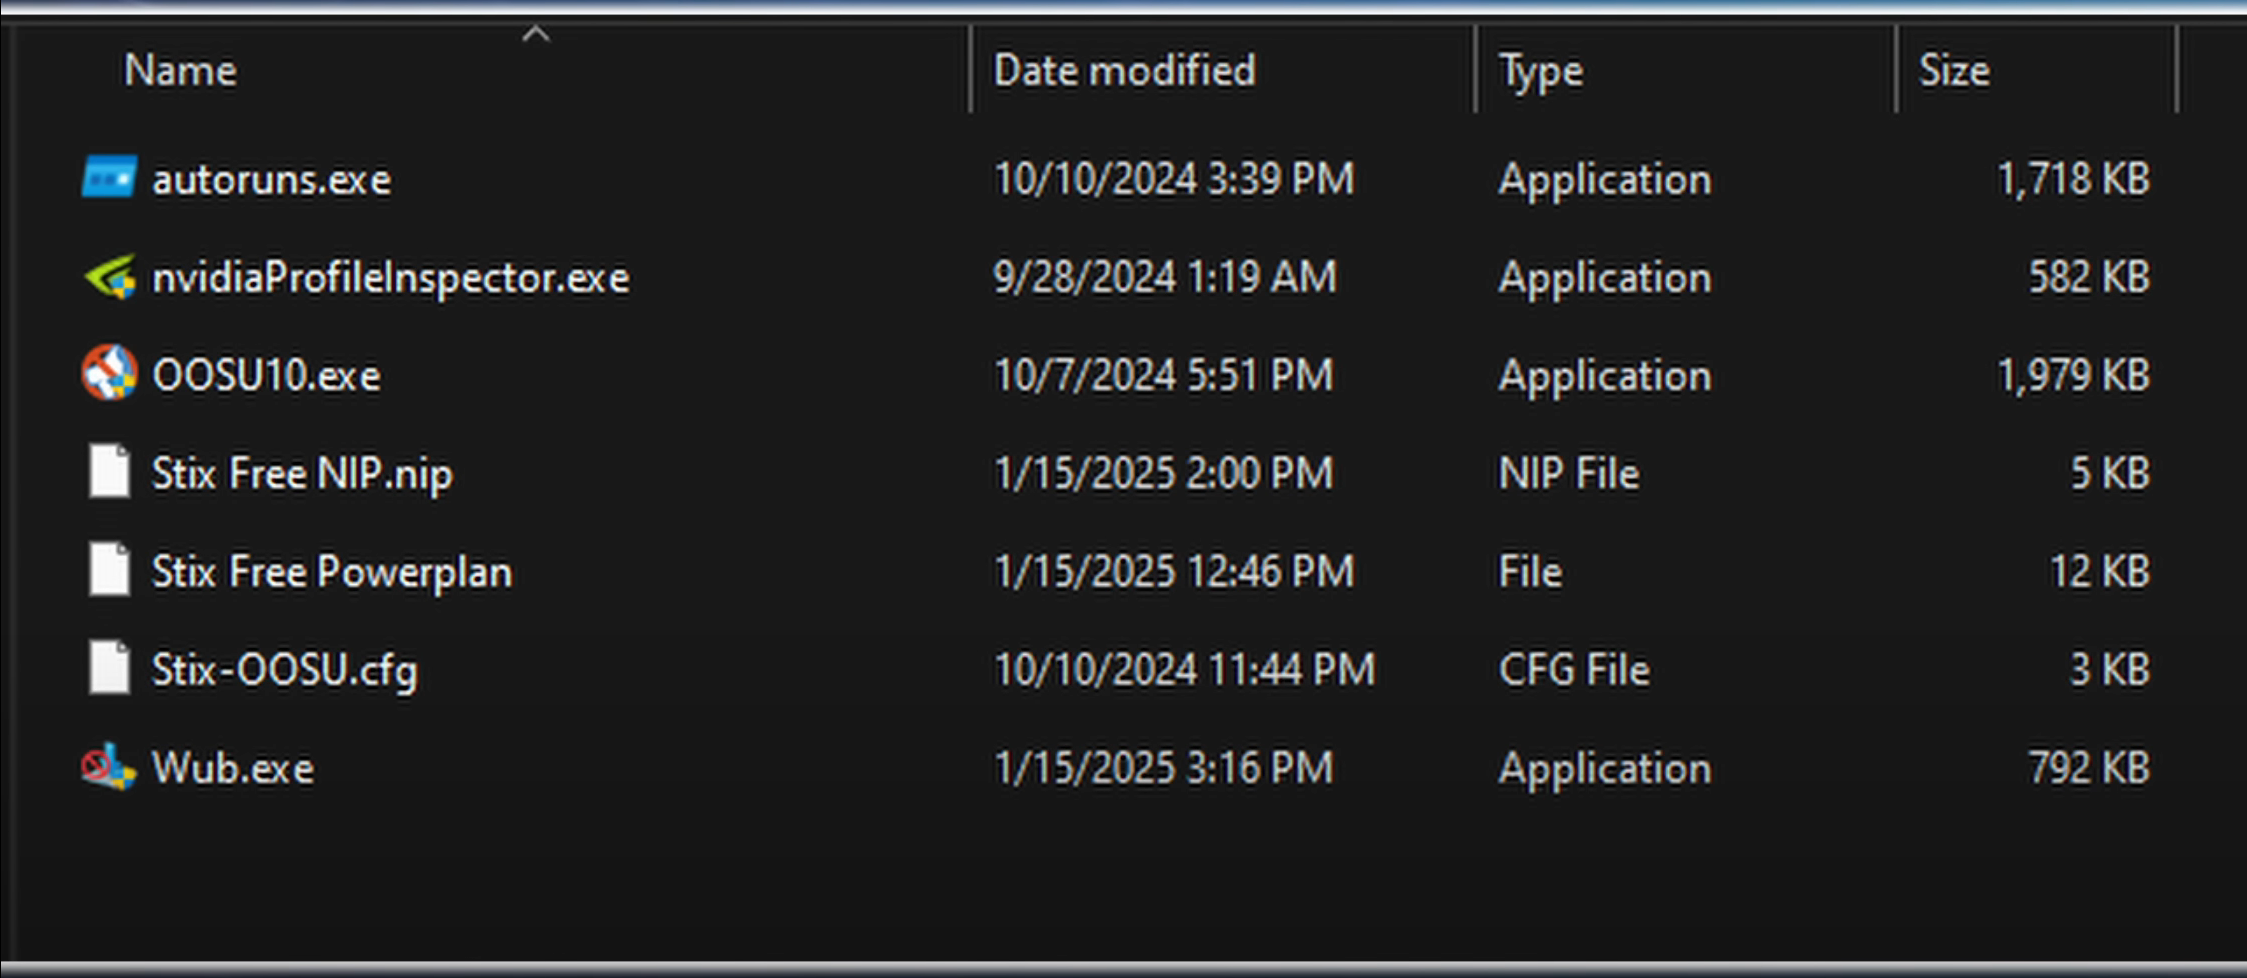 Name Date modified Type Size
autoruns.exe 10/10/2024 3:39 PM Application 1,718 KB
nvidiaProfileInspector.exe 9/28/2024 1:19 AM Application 582 KB
OOSU10.exe 10/7/2024 5:51 PM Application 1,979 KB
Stix Free NIP.nip 1/15/2025 2:00 PM NIP File 5 KB
Stix Free Powerplan 1/15/2025 12:46 PM File 12 KB
Stix-OOSU.cfg 10/10/2024 11:44 PM CFG File 3 KB
Wub.exe 1/15/2025 3:16 PM Application 792 KB